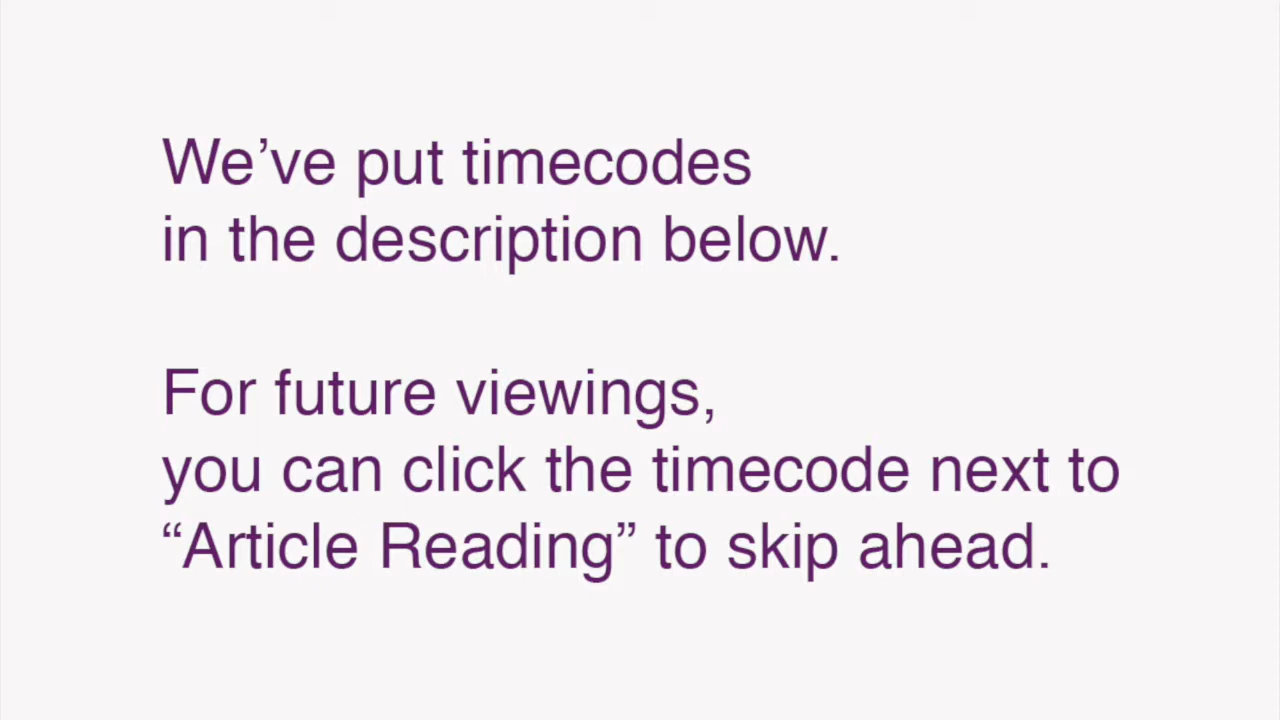 We’ve put timecodes
in the description below.
For future viewings,
you can click the timecode next to
“Article Reading” to skip ahead.